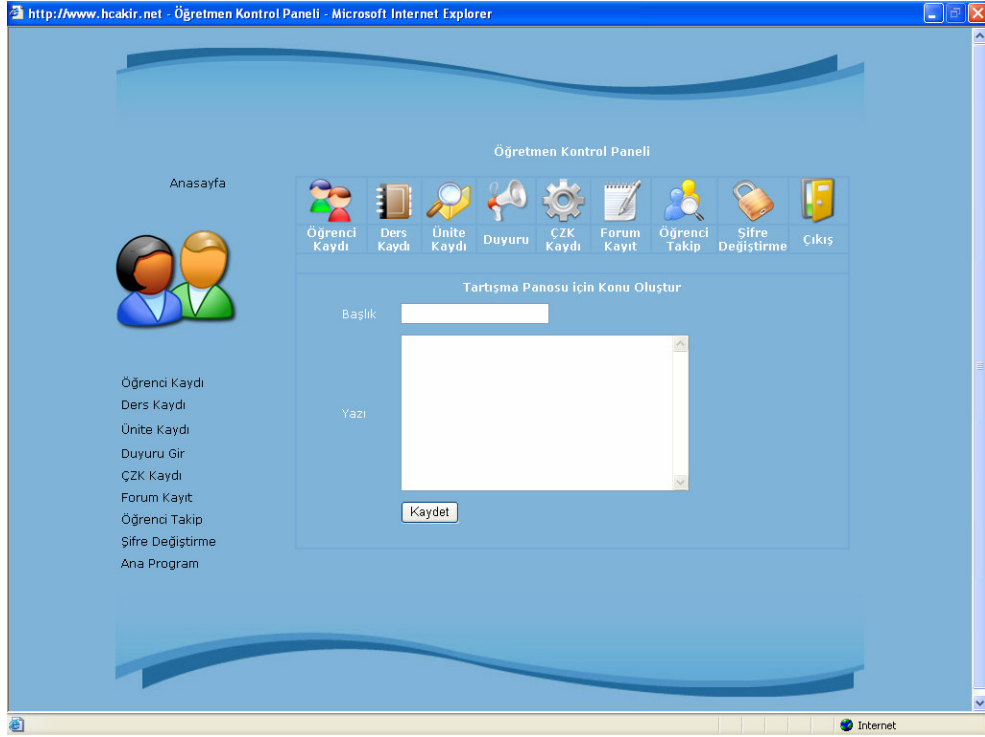 http://www.hcakir.net - Öğretmen Kontrol Paneli - Microsoft Internet Explorer
Öğretmen Kontrol Paneli
Anasayfa
Öğrenci Kaydı
Ders Kaydı
Ünite Kaydı
Duyuru
ÇZK Kaydı
Forum Kayıt
Öğrenci Takip
Şifre Değiştirme
Çıkış
Tartışma Panosu için Konu Oluştur
Başlık
Yazı
Kaydet
Öğrenci Kaydı
Ders Kaydı
Ünite Kaydı
Duyuru Gir
ÇZK Kaydı
Forum Kayıt
Öğrenci Takip
Şifre Değiştirme
Ana Program
Internet